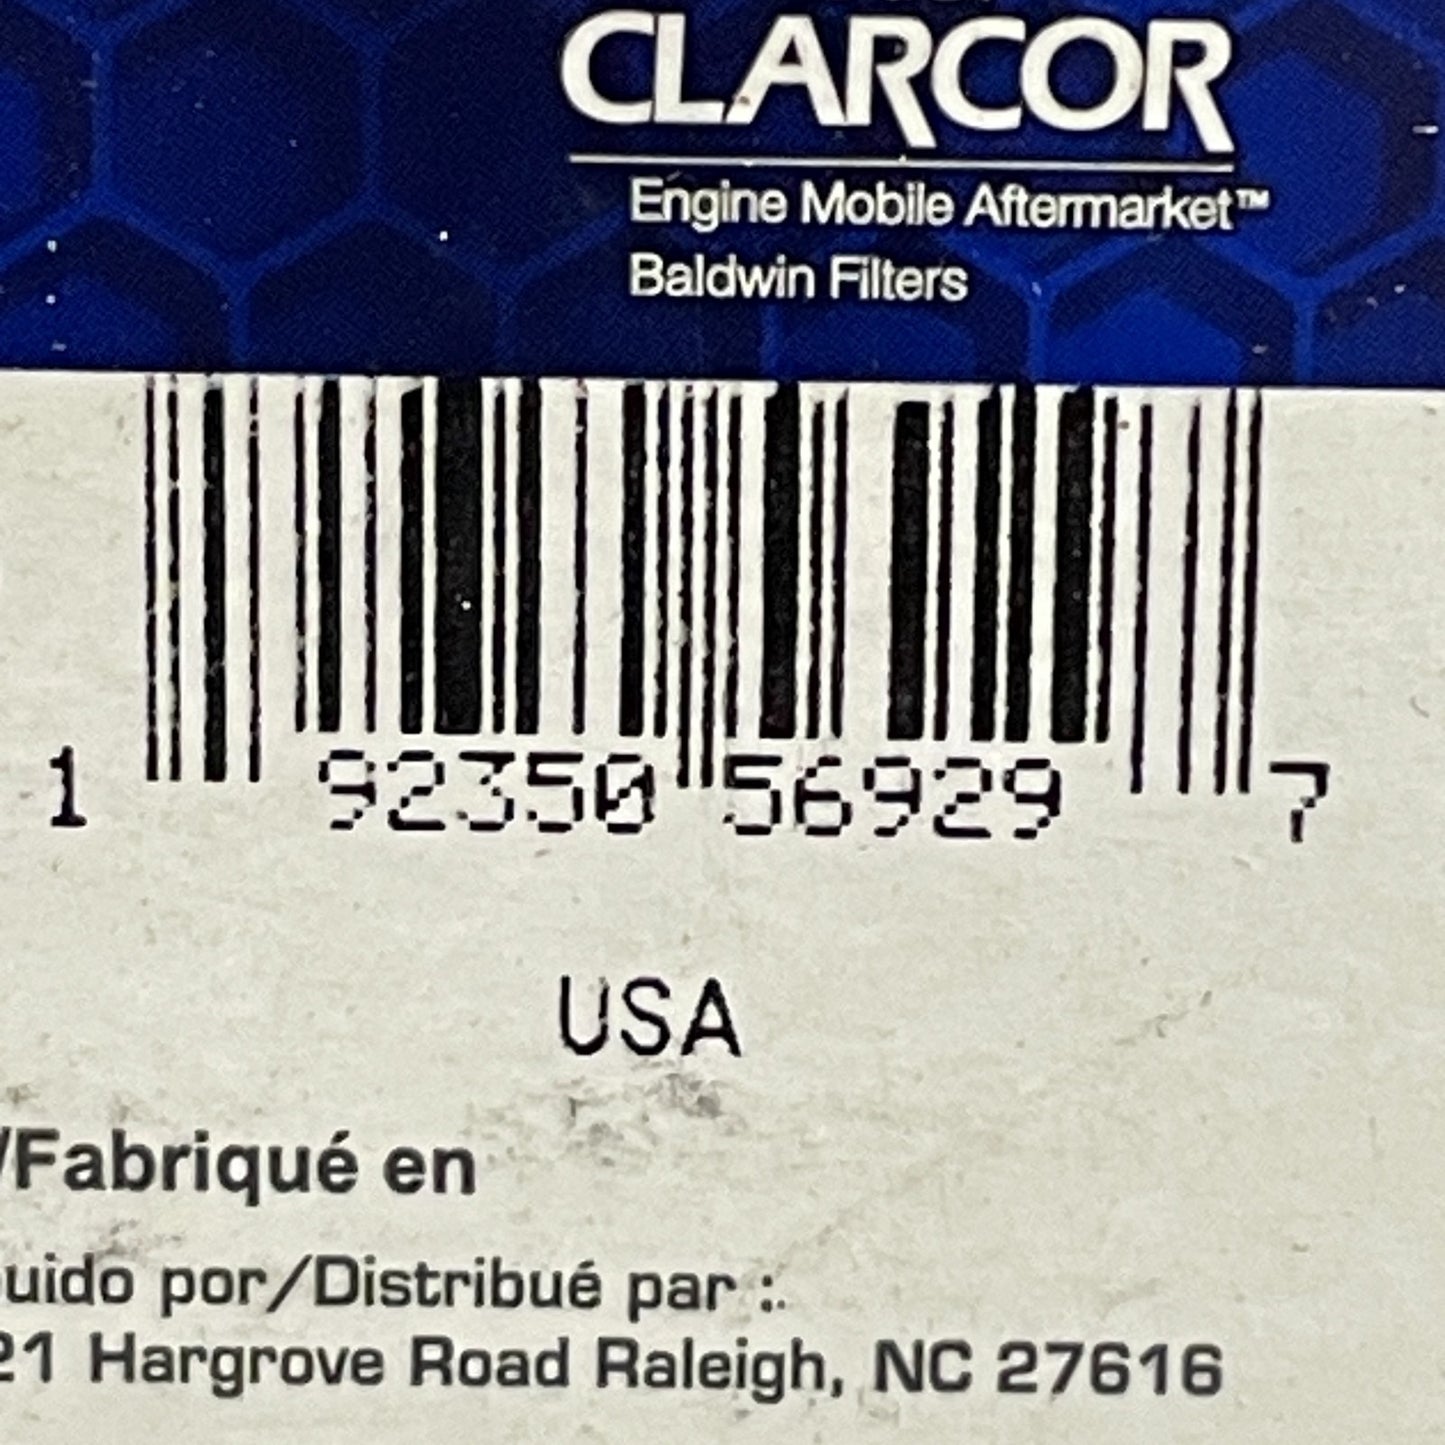 CLARCOR
Engine Mobile Aftermarket™
Baldwin Filters
1 92350 56929 7
USA
/Fabriqué en
uido por/Distribué par :.
21 Hargrove Road Raleigh, NC 27616